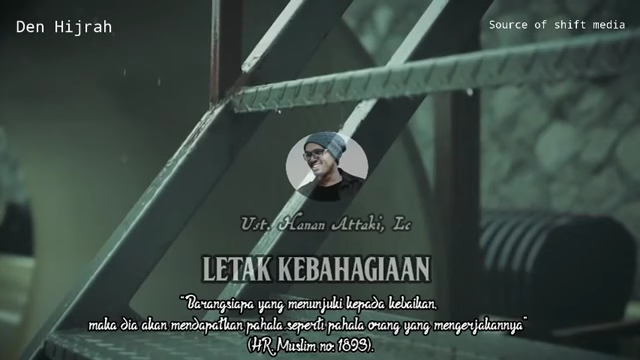 Den Hijrah
Source of shift media
Ust. Hanan Attaki, Lc
LETAK KEBAHAGIAAN
"Barangsiapa yang menunjuki kepada kebaikan,
maka dia akan mendapatkan pahala seperti pahala orang yang mengerjakannya"
(HR. Muslim no: 1893).